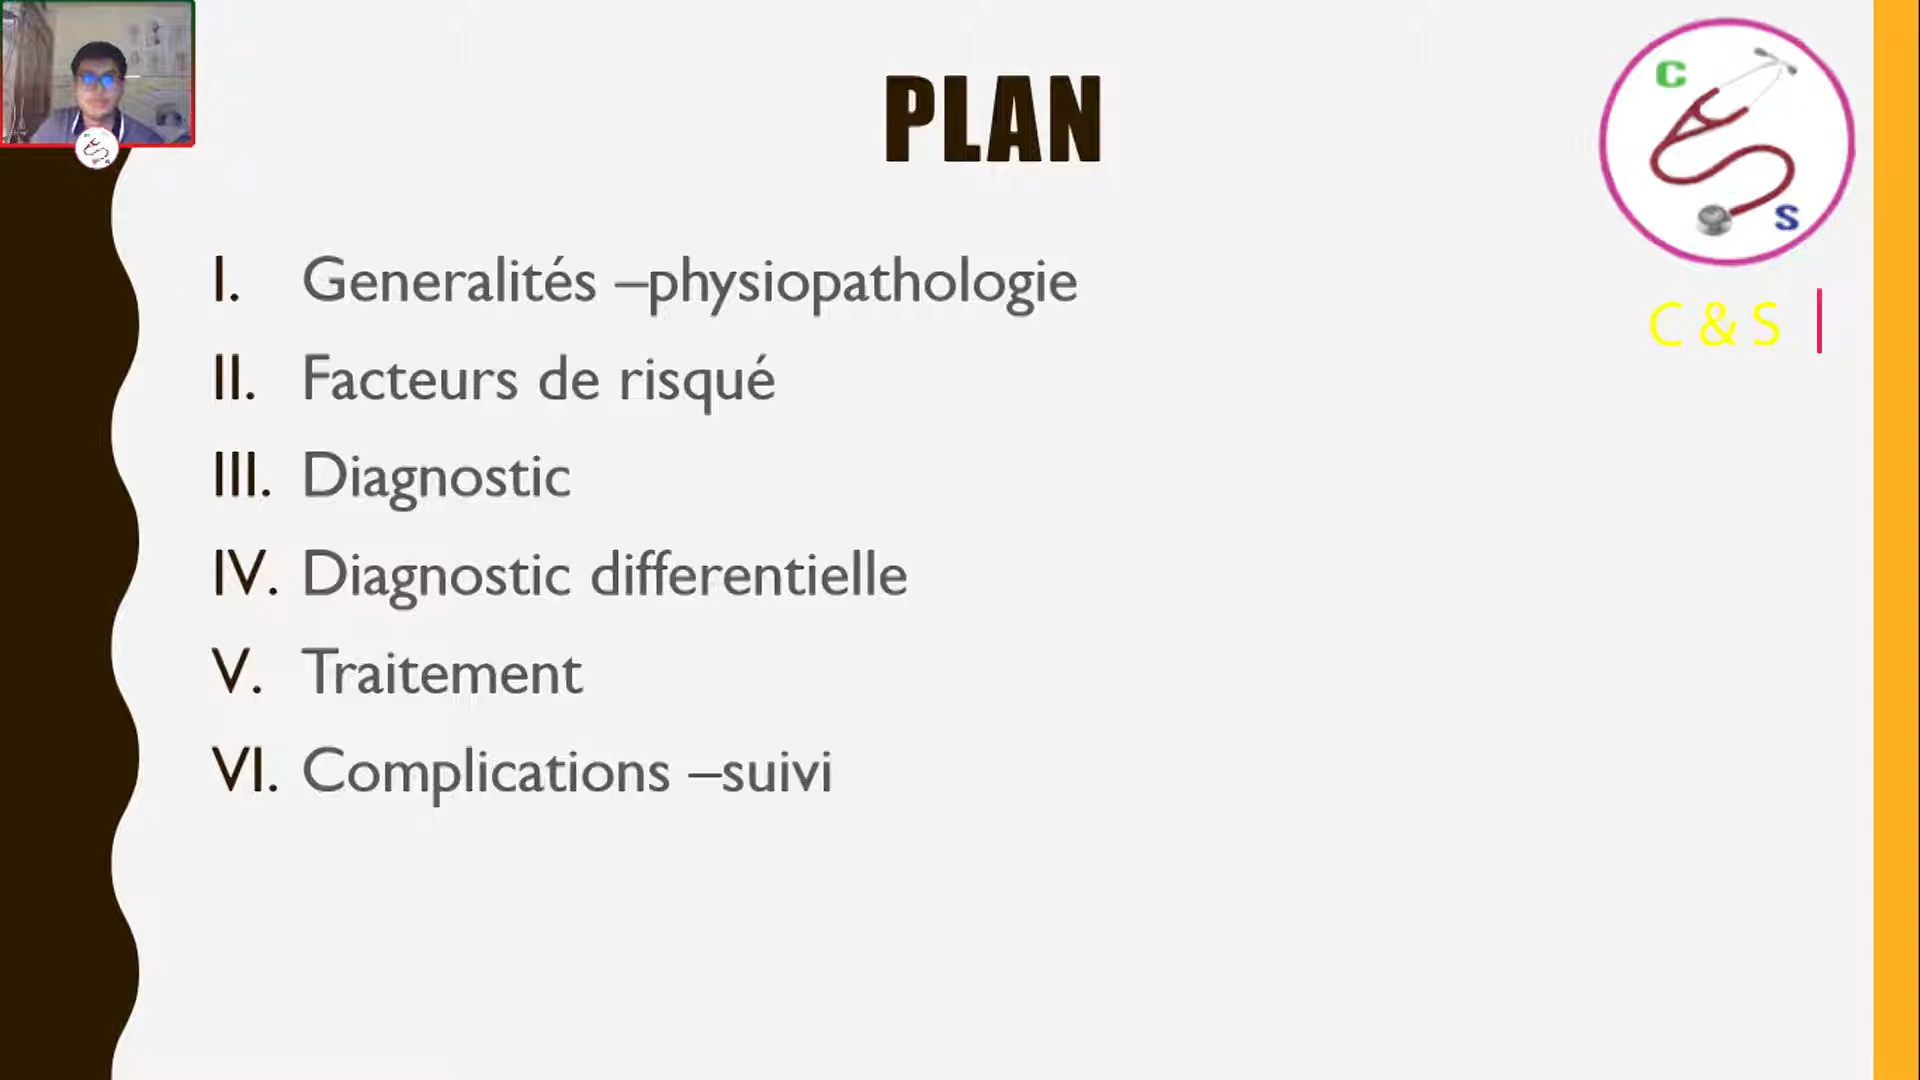 PLAN
C
S
C & S
I. Generalités –physiopathologie
II. Facteurs de risqué
III. Diagnostic
IV. Diagnostic differentielle
V. Traitement
VI. Complications –suivi